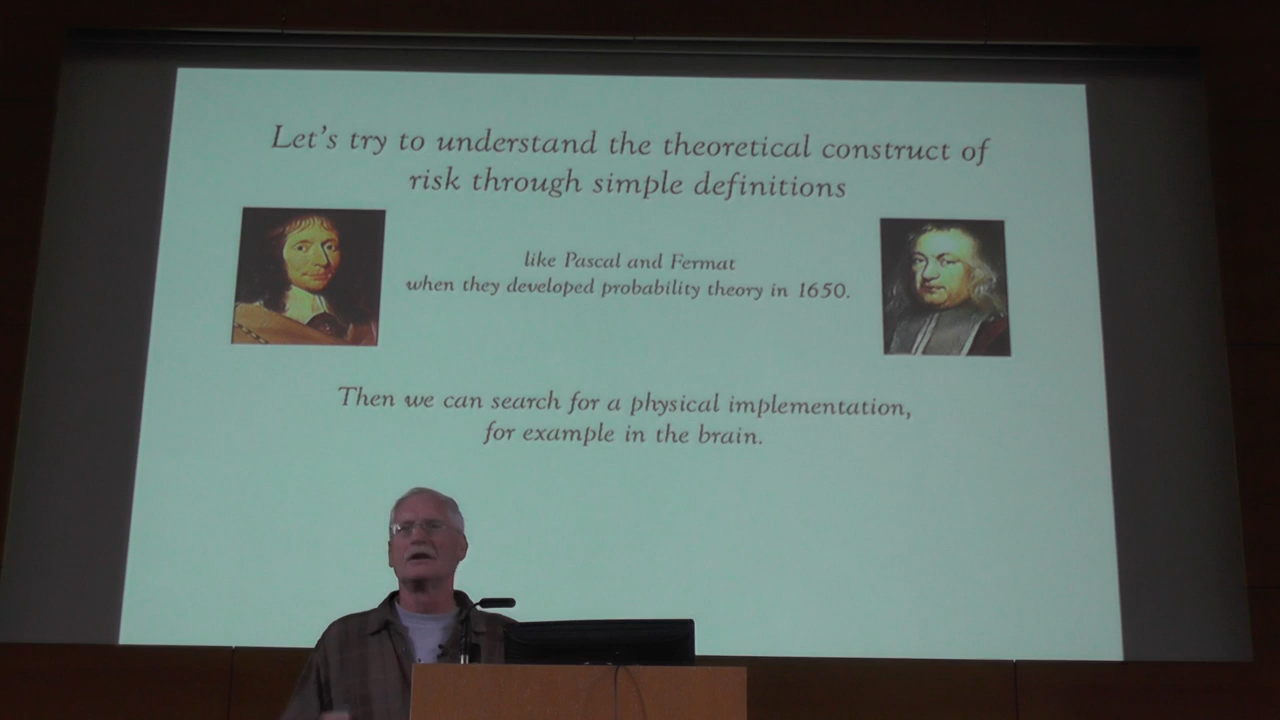 Let's try to understand the theoretical construct of
risk through simple definitions
like Pascal and Fermat
when they developed probability theory in 1650.
Then we can search for a physical implementation,
for example in the brain.